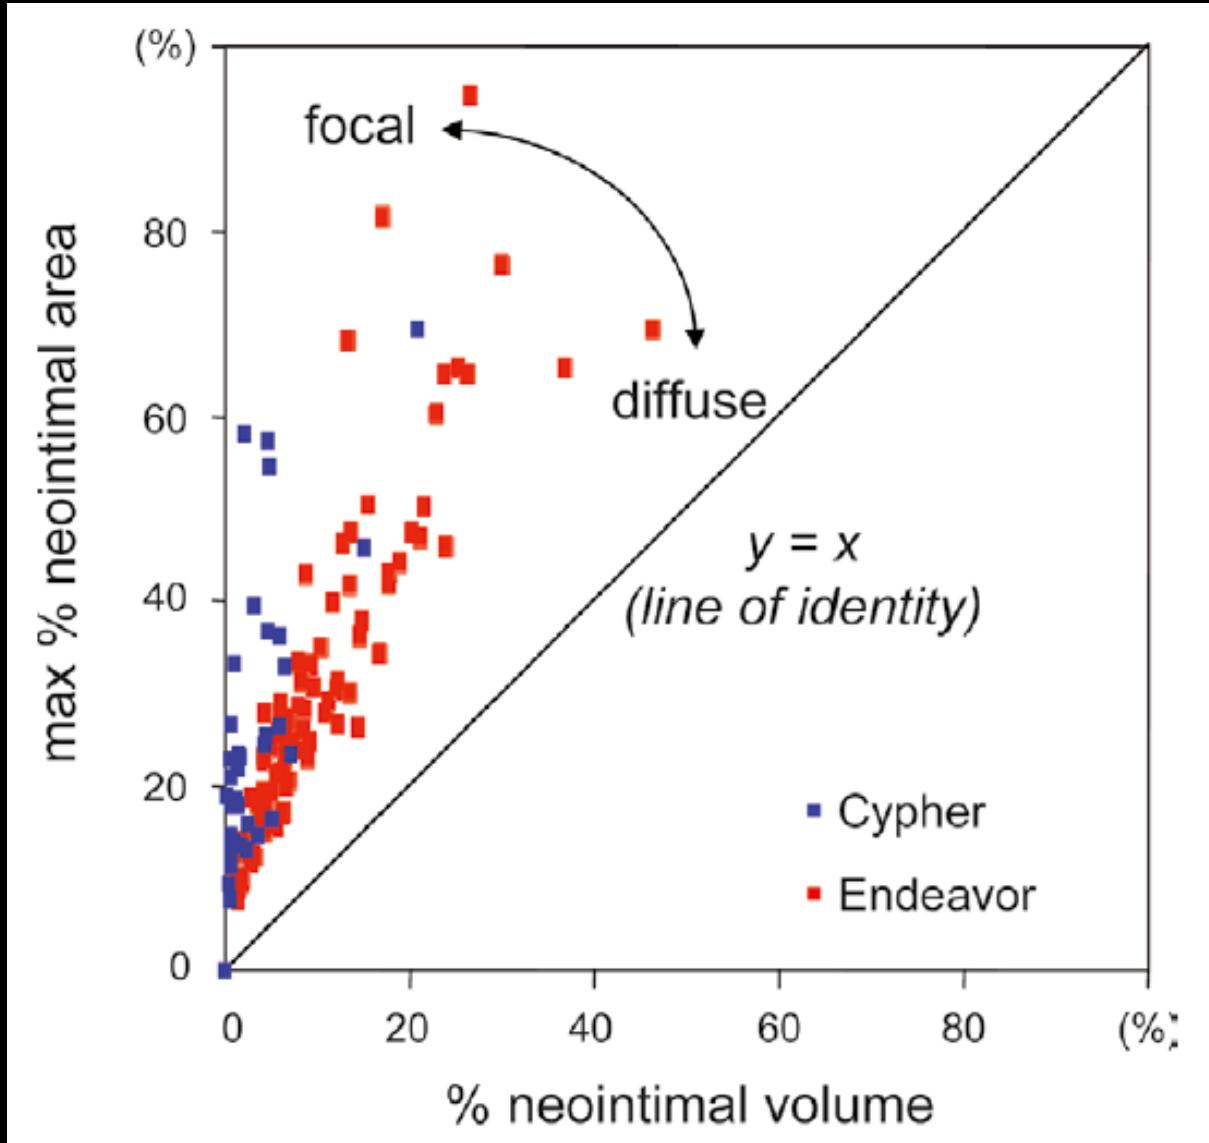 (%)
focal
80
diffuse
60
y = x
(line of identity)
40
20
Cypher
Endeavor
0
0 20 40 60 80 (%)
% neointimal volume
max % neointimal area